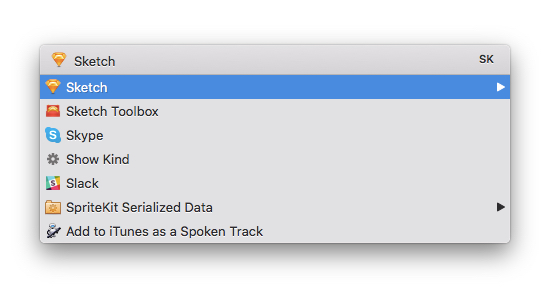 Sketch SK
Sketch
Sketch Toolbox
Skype
Show Kind
Slack
SpriteKit Serialized Data
Add to iTunes as a Spoken Track